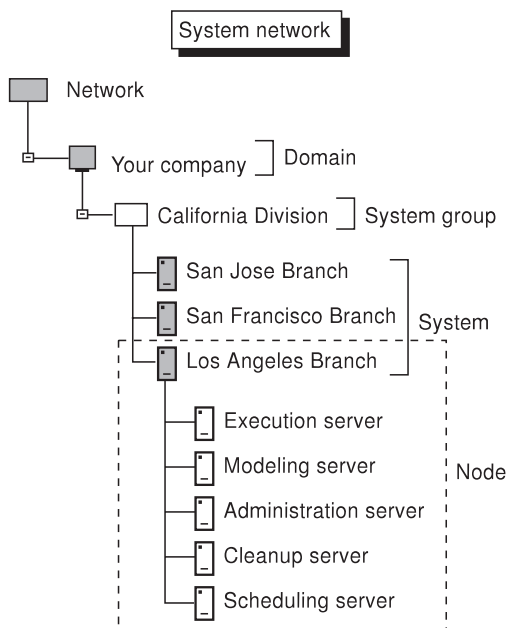 System network
Network
Your company
Domain
California Division
System group
San Jose Branch
San Francisco Branch
System
Los Angeles Branch
Execution server
Modeling server
Node
Administration server
Cleanup server
Scheduling server